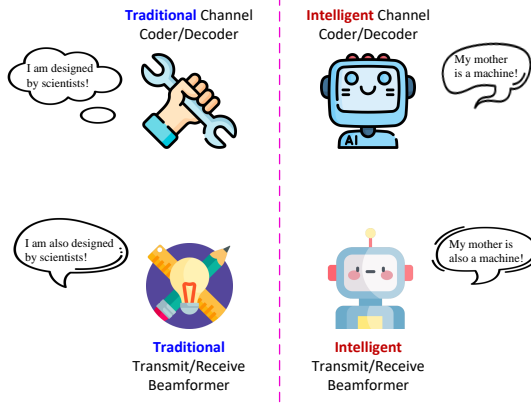 Traditional Channel
Coder/Decoder
Intelligent Channel
Coder/Decoder
I am designed
by scientists!
My mother
is a machine!
AI
I am also designed
by scientists!
My mother is
also a machine!
Traditional
Transmit/Receive
Beamformer
Intelligent
Transmit/Receive
Beamformer